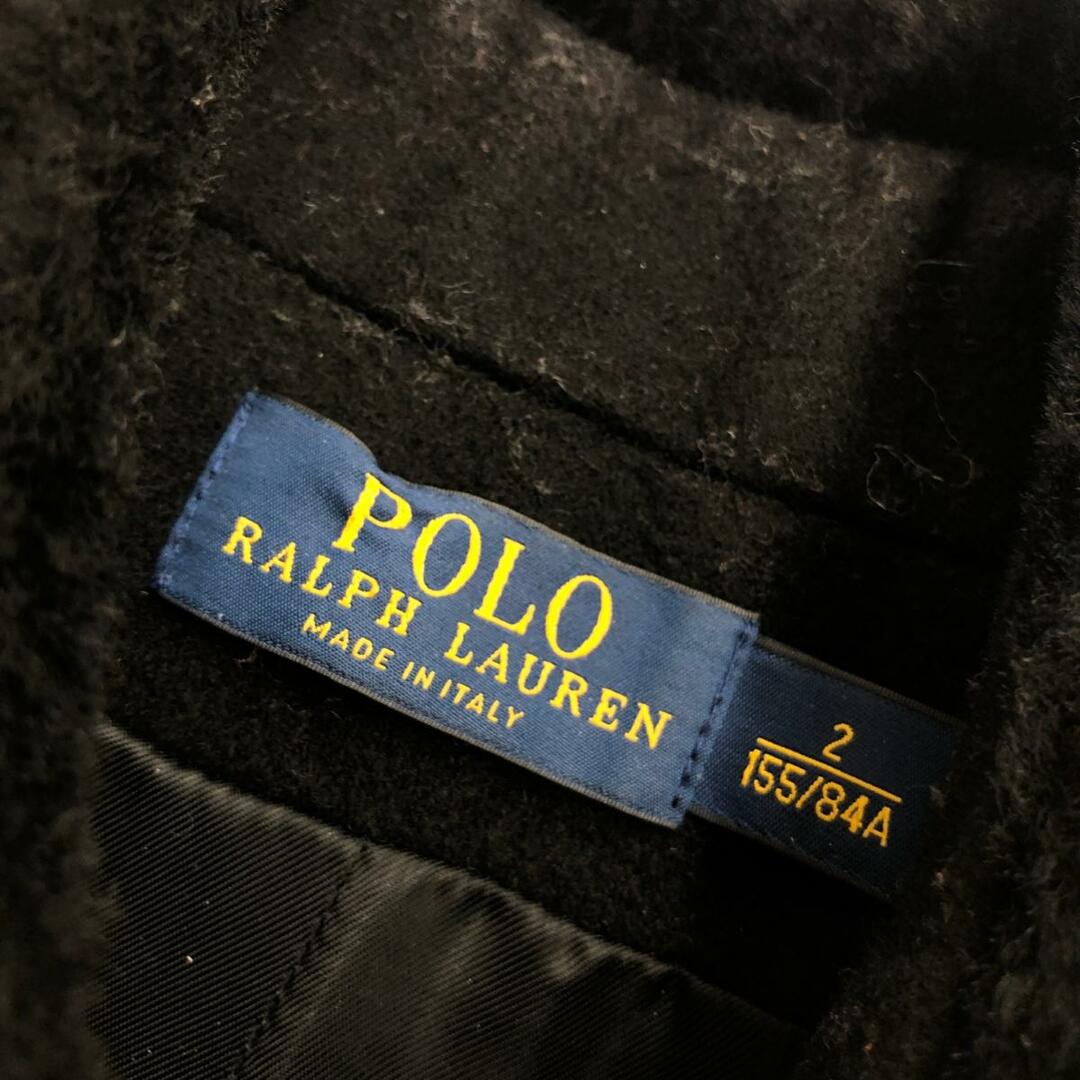 POLO
RALPH LAUREN
MADE IN ITALY
2
155/84A